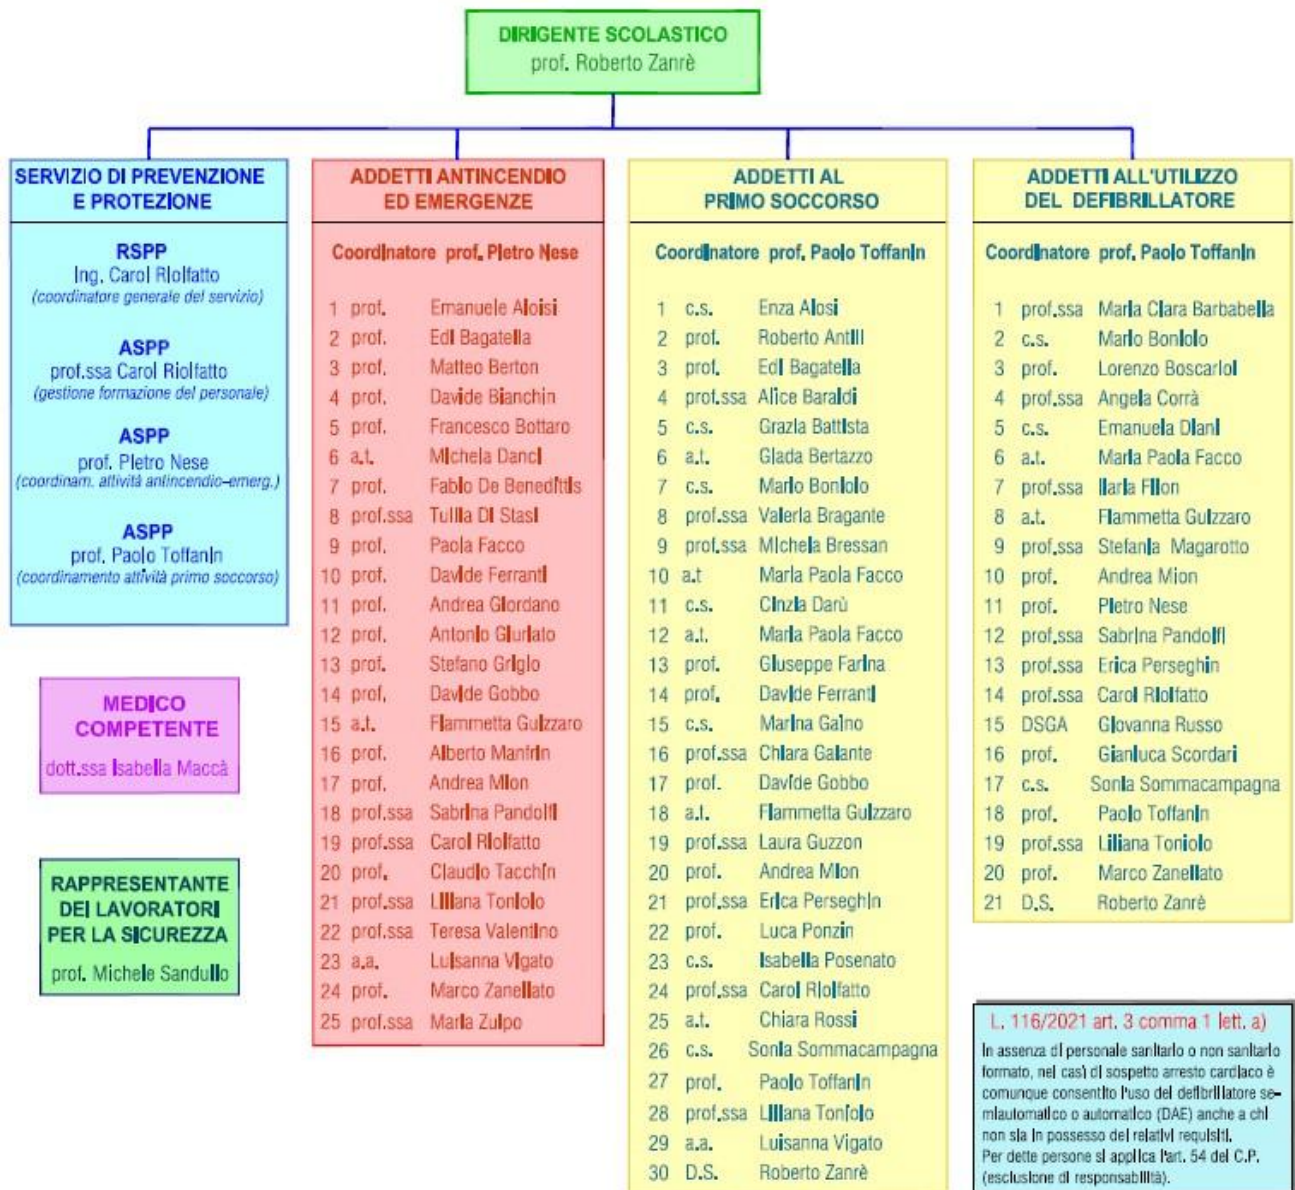 DIRIGENTE SCOLASTICO
prof. Roberto Zanrè
SERVIZIO DI PREVENZIONE
E PROTEZIONE
RSPP
Ing. Carol Riolfatto
(coordinatore generale del servizio)
ASPP
prof.ssa Carol Riolfatto
(gestione formazione del personale)
ASPP
prof. Pietro Nese
(coordinam. attività antincendio-emerg.)
ASPP
prof. Paolo Toffanin
(coordinamento attività primo soccorso)
MEDICO
COMPETENTE
dott.ssa Isabella Maccà
RAPPRESENTANTE
DEI LAVORATORI
PER LA SICUREZZA
prof. Michele Sandullo
ADDETTI ANTINCENDIO
ED EMERGENZE
Coordinatore prof. Pietro Nese
1 prof. Emanuele Aloisi
2 prof. Edi Bagatella
3 prof. Matteo Berton
4 prof. Davide Bianchin
5 prof. Francesco Bottaro
6 a.t. Michela Danci
7 prof. Fabio De Benedittis
8 prof.ssa Tullia Di Stasi
9 prof. Paola Facco
10 prof. Davide Ferranti
11 prof. Andrea Giordano
12 prof. Antonio Giuriato
13 prof. Stefano Grigio
14 prof. Davide Gobbo
15 a.t. Fiammetta Guizzaro
16 prof. Alberto Manfrin
17 prof. Andrea Mion
18 prof.ssa Sabrina Pandolfi
19 prof.ssa Carol Riolfatto
20 prof. Claudio Tacchin
21 prof.ssa Liliana Toniolo
22 prof.ssa Teresa Valentino
23 a.a. Luisanna Vigato
24 prof. Marco Zanellato
25 prof.ssa Maria Zulpo
ADDETTI AL
PRIMO SOCCORSO
Coordinatore prof. Paolo Toffanin
1 c.s. Enza Alosi
2 prof. Roberto Antili
3 prof. Edi Bagatella
4 prof.ssa Alice Baraldi
5 c.s. Grazia Battista
6 a.t. Giada Bertazzo
7 c.s. Mario Boniolo
8 prof.ssa Valeria Bragante
9 prof.ssa Michela Bressan
10 a.t Maria Paola Facco
11 c.s. Cinzia Darù
12 a.t. Maria Paola Facco
13 prof. Giuseppe Farina
14 prof. Davide Ferranti
15 c.s. Marina Gaino
16 prof.ssa Chiara Galante
17 prof. Davide Gobbo
18 a.t. Fiammetta Guizzaro
19 prof.ssa Laura Guzzon
20 prof. Andrea Mion
21 prof.ssa Erica Perseghin
22 prof. Luca Ponzin
23 c.s. Isabella Posenato
24 prof.ssa Carol Riolfatto
25 a.t. Chiara Rossi
26 c.s. Sonia Sommacampagna
27 prof. Paolo Toffanin
28 prof.ssa Liliana Toniolo
29 a.a. Luisanna Vigato
30 D.S. Roberto Zanrè
ADDETTI ALL'UTILIZZO
DEL DEFIBRILLATORE
Coordinatore prof. Paolo Toffanin
1 prof.ssa Maria Clara Barbabella
2 c.s. Mario Boniolo
3 prof. Lorenzo Boscariol
4 prof.ssa Angela Corrà
5 c.s. Emanuela Diani
6 a.t. Maria Paola Facco
7 prof.ssa Ilaria Filon
8 a.t. Fiammetta Guizzaro
9 prof.ssa Stefania Magarotto
10 prof. Andrea Mion
11 prof. Pietro Nese
12 prof.ssa Sabrina Pandolfi
13 prof.ssa Erica Perseghin
14 prof.ssa Carol Riolfatto
15 DSGA Giovanna Russo
16 prof. Gianluca Scordari
17 c.s. Sonia Sommacampagna
18 prof. Paolo Toffanin
19 prof.ssa Liliana Toniolo
20 prof. Marco Zanellato
21 D.S. Roberto Zanrè
L. 116/2021 art. 3 comma 1 lett. a)
In assenza di personale sanitario o non sanitario
formato, nei casi di sospetto arresto cardiaco è
comunque consentito l'uso del defibrillatore se-
miautomatico o automatico (DAE) anche a chi
non sia in possesso dei relativi requisiti.
Per dette persone si applica l'art. 54 del C.P.
(esclusione di responsabilità).